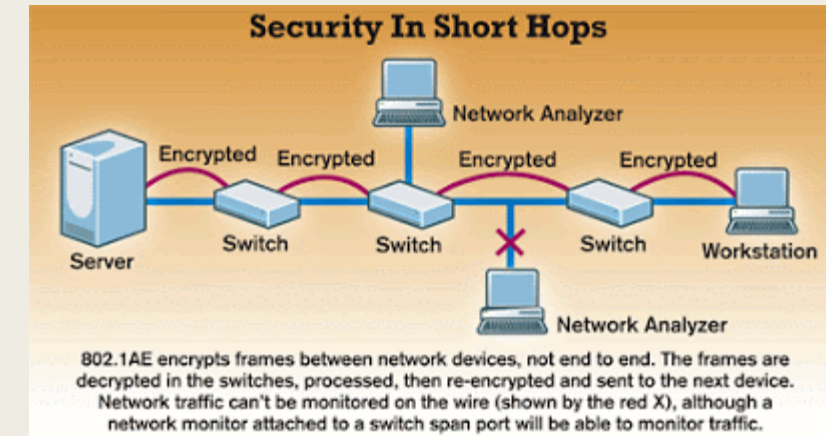 Security In Short Hops
Network Analyzer
Encrypted Encrypted Encrypted Encrypted
Switch Switch Switch
Server Workstation
Network Analyzer
802.1AE encrypts frames between network devices, not end to end. The frames are
decrypted in the switches, processed, then re-encrypted and sent to the next device.
Network traffic can't be monitored on the wire (shown by the red X), although a
network monitor attached to a switch span port will be able to monitor traffic.